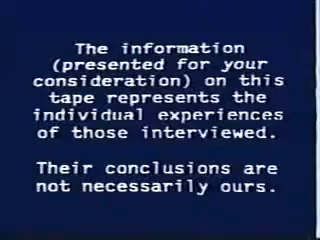 The information
(presented for your
consideration) on this
tape represents the
individual experiences
of those interviewed.
Their conclusions are
not necessarily ours.